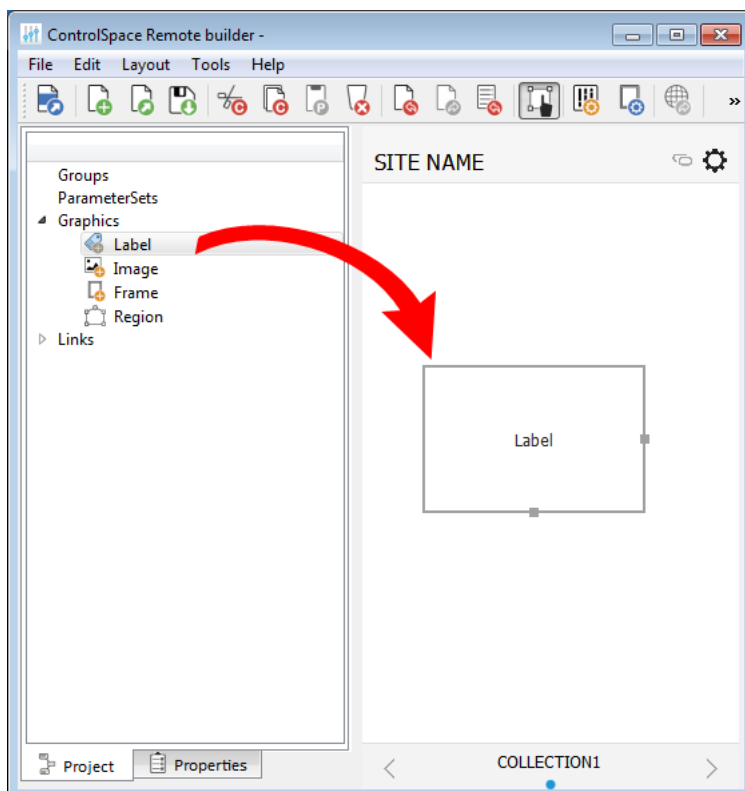 ControlSpace Remote builder -
File Edit Layout Tools Help
»
SITE NAME
Groups
ParameterSets
Graphics
Label
Image
Frame
Region
Links
Label
Project Properties
COLLECTION1